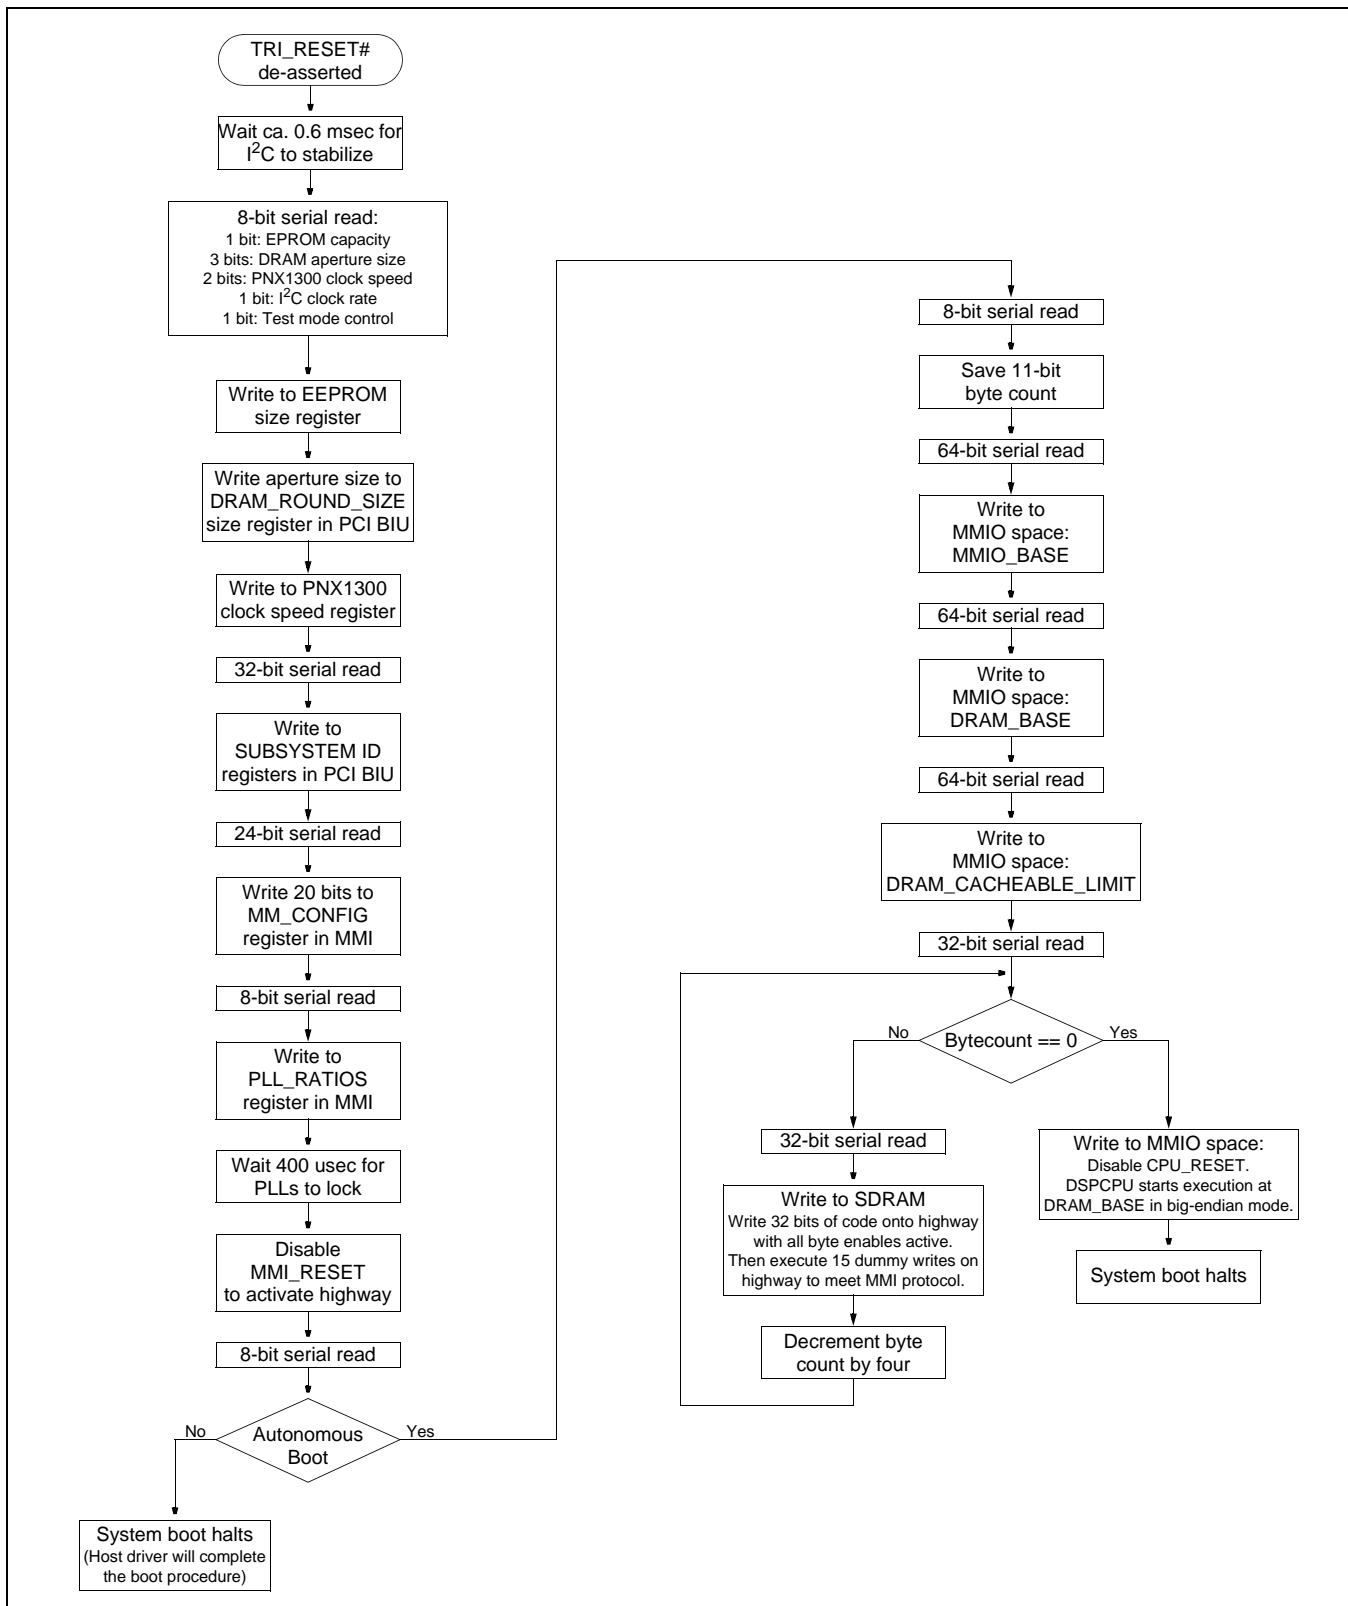 TRI_RESET#
de-asserted
Wait ca. 0.6 msec for
I2C to stabilize
8-bit serial read:
1 bit: EPROM capacity
3 bits: DRAM aperture size
2 bits: PNX1300 clock speed
1 bit: I2C clock rate
1 bit: Test mode control
Write to EEPROM
size register
Write aperture size to
DRAM_ROUND_SIZE
size register in PCI BIU
Write to PNX1300
clock speed register
32-bit serial read
Write to
SUBSYSTEM ID
registers in PCI BIU
24-bit serial read
Write 20 bits to
MM_CONFIG
register in MMI
8-bit serial read
Write to
PLL_RATIOS
register in MMI
Wait 400 usec for
PLLs to lock
Disable
MMI_RESET
to activate highway
8-bit serial read
No
Autonomous
Boot
Yes
System boot halts
(Host driver will complete
the boot procedure)
8-bit serial read
Save 11-bit
byte count
64-bit serial read
Write to
MMIO space:
MMIO_BASE
64-bit serial read
Write to
MMIO space:
DRAM_BASE
64-bit serial read
Write to
MMIO space:
DRAM_CACHEABLE_LIMIT
32-bit serial read
No
Bytecount == 0
Yes
32-bit serial read
Write to SDRAM
Write 32 bits of code onto highway
with all byte enables active.
Then execute 15 dummy writes on
highway to meet MMI protocol.
Decrement byte
count by four
Write to MMIO space:
Disable CPU_RESET.
DSPCPU starts execution at
DRAM_BASE in big-endian mode.
System boot halts